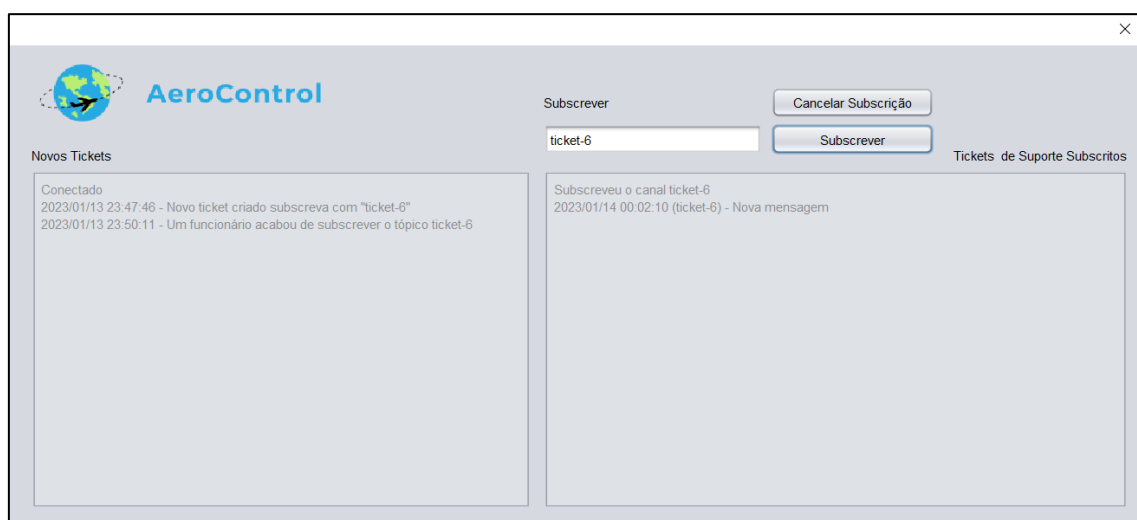 AeroControl
Subscrever
Cancelar Subscrição
ticket-6
Subscrever
Novos Tickets
Tickets de Suporte Subscritos
Conectado
2023/01/13 23:47:46 - Novo ticket criado subscreva com "ticket-6"
2023/01/13 23:50:11 - Um funcionário acabou de subscrever o tópico ticket-6
Subscreveu o canal ticket-6
2023/01/14 00:02:10 (ticket-6) - Nova mensagem